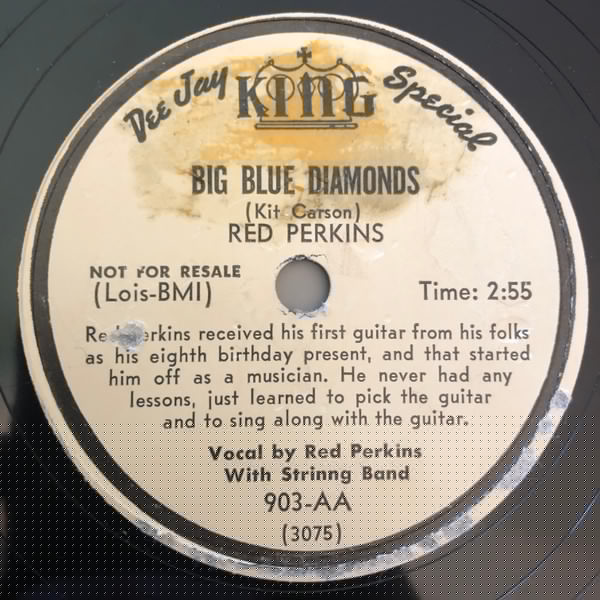 Dee Jay KING Special
BIG BLUE DIAMONDS
(Kit Carson)
RED PERKINS
NOT FOR RESALE
(Lois-BMI)
Time: 2:55
Red Perkins received his first guitar from his folks
as his eighth birthday present, and that started
him off as a musician. He never had any
lessons, just learned to pick the guitar
and to sing along with the guitar.
Vocal by Red Perkins
With Strinng Band
903-AA
(3075)